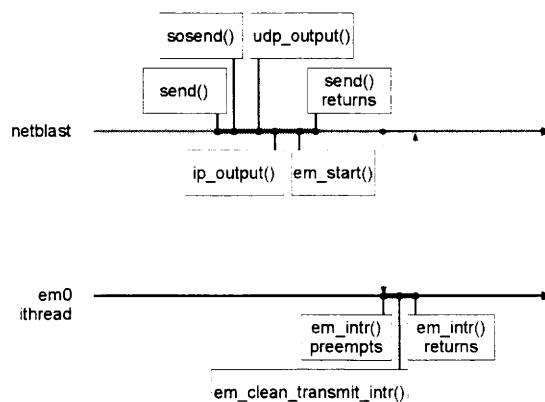 sosend()
udp_output()
send()
send()
returns
netblast
ip_output()
em_start()
em0
ithread
em_intr()
preempts
em_intr()
returns
em_clean_transmit_intr()